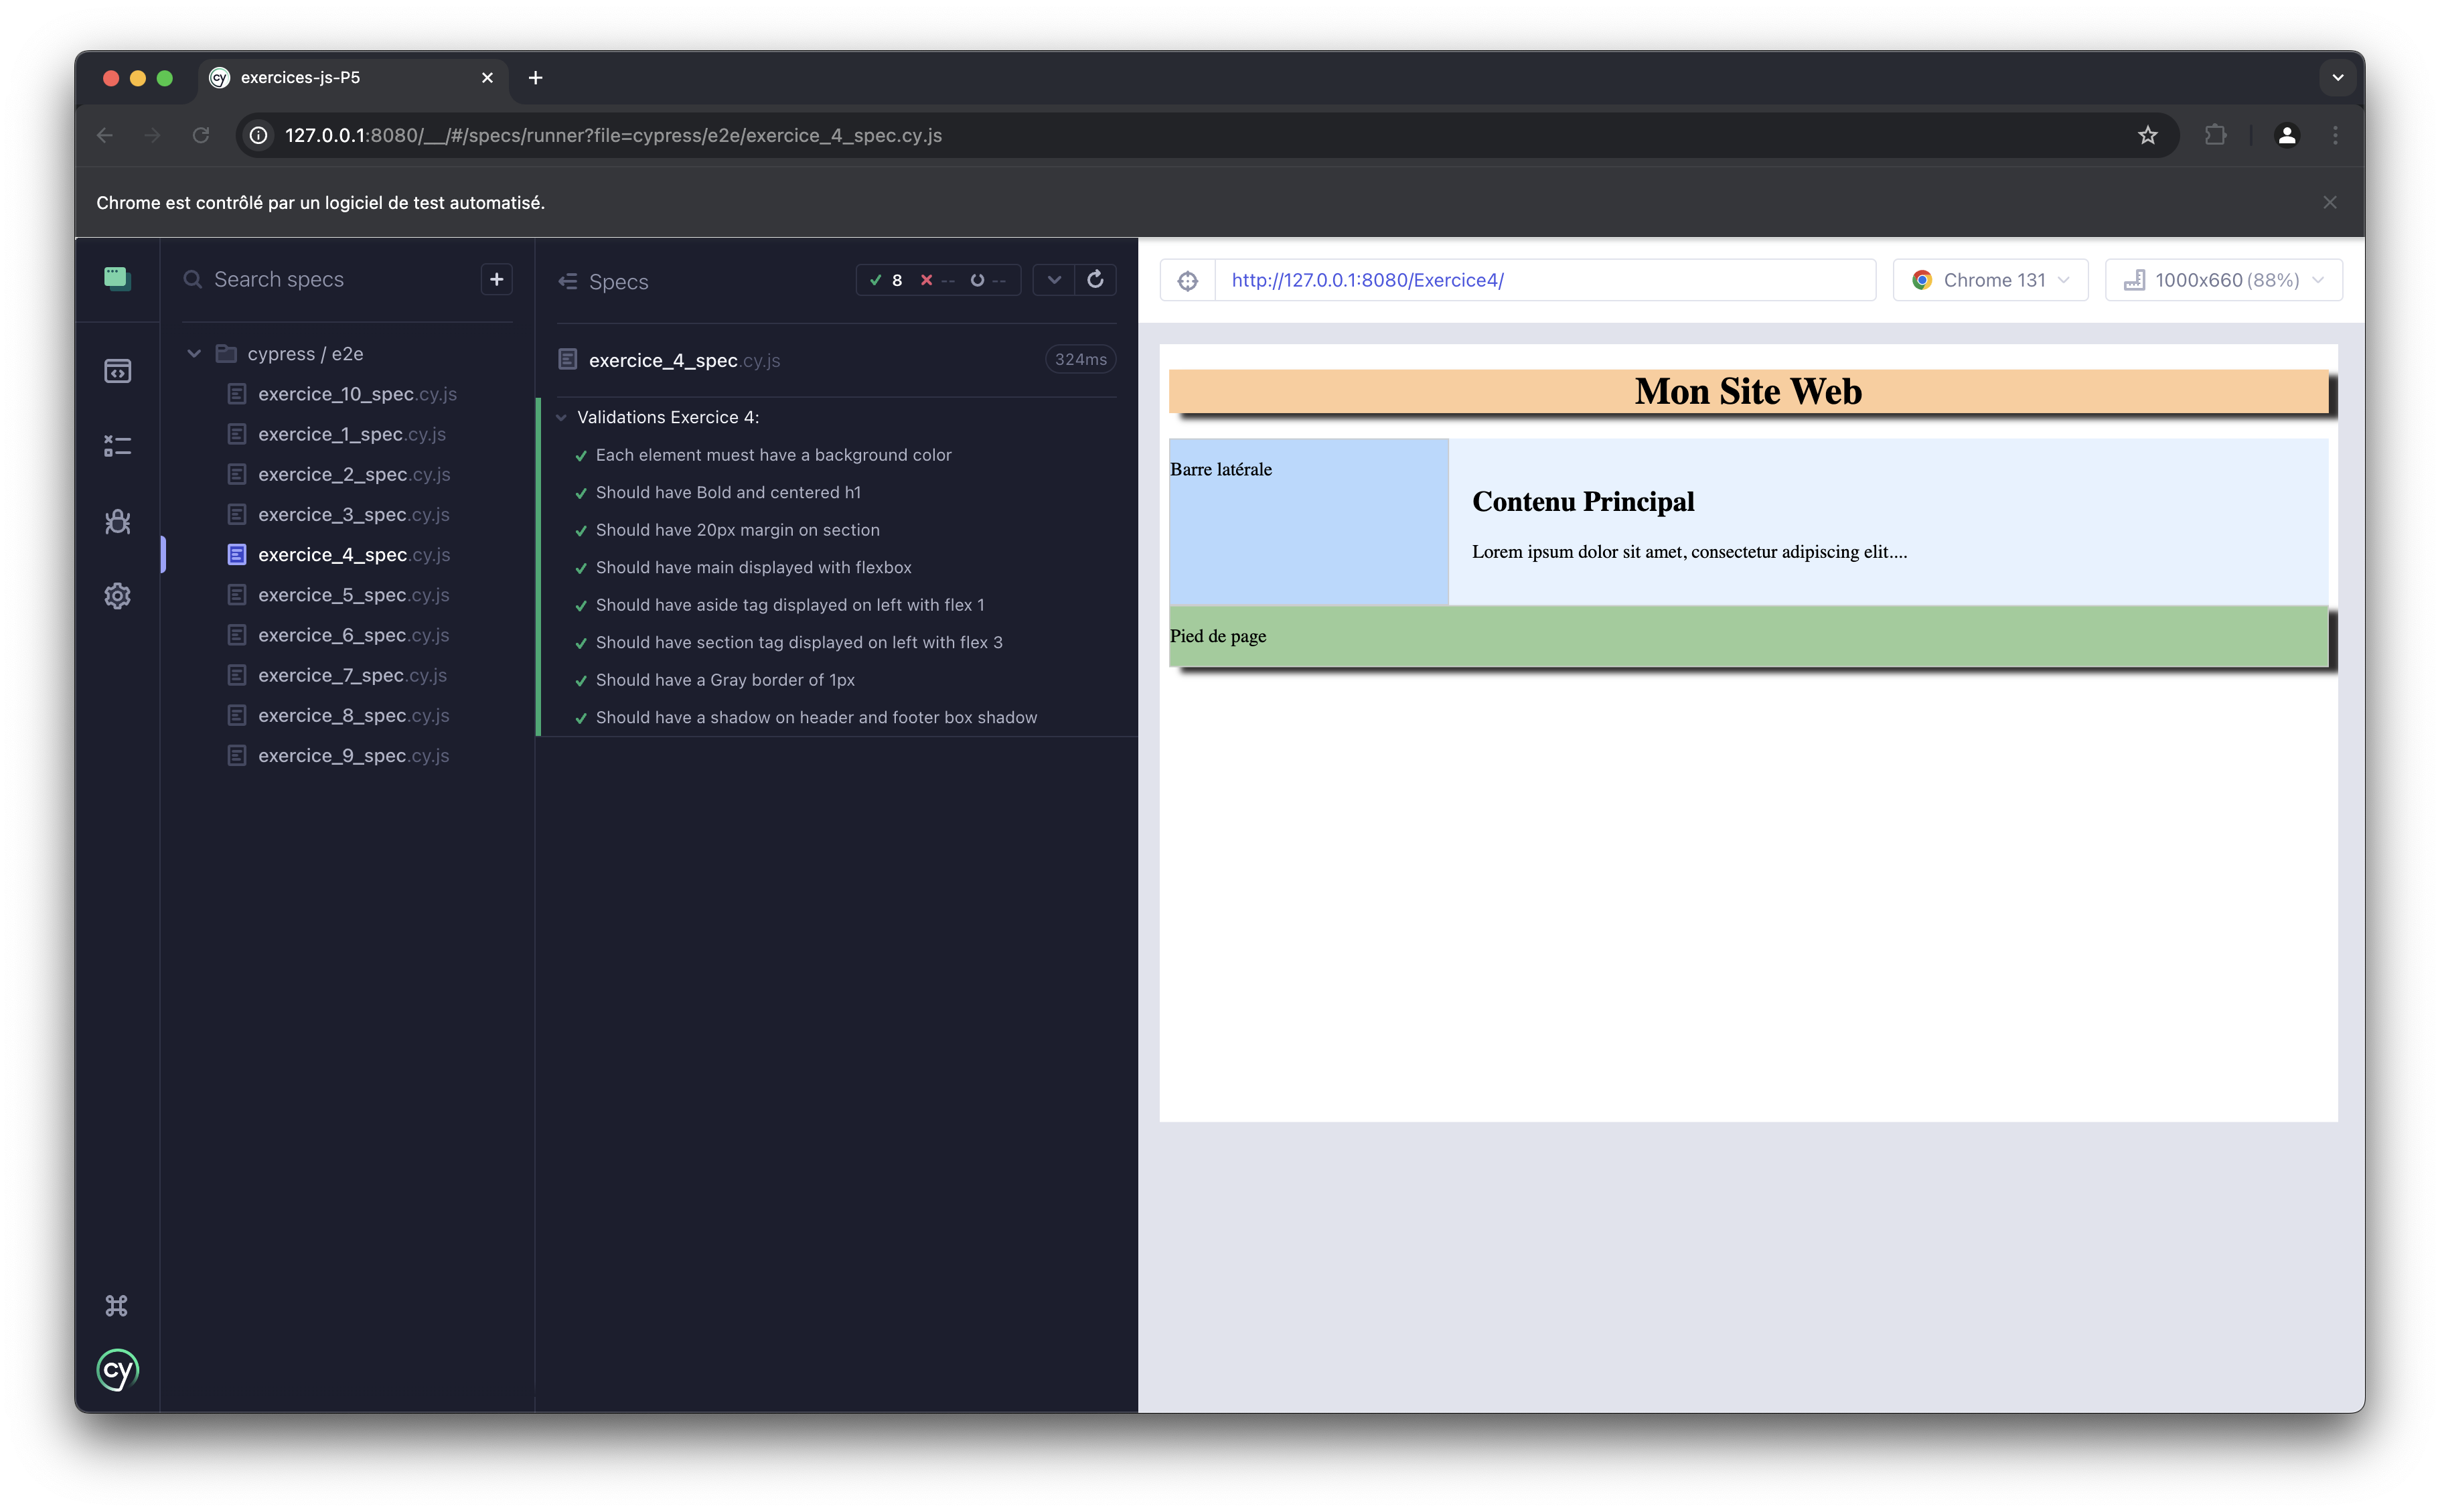 exercices-js-P5
127.0.0.1:8080/__/#/specs/runner?file=cypress/e2e/exercice_4_spec.cy.js
Chrome est contrôlé par un logiciel de test automatisé.
Search specs
cypress / e2e
exercice_10_spec.cy.js
exercice_1_spec.cy.js
exercice_2_spec.cy.js
exercice_3_spec.cy.js
exercice_4_spec.cy.js
exercice_5_spec.cy.js
exercice_6_spec.cy.js
exercice_7_spec.cy.js
exercice_8_spec.cy.js
exercice_9_spec.cy.js
cy
Specs
8 -- --
exercice_4_spec.cy.js 324ms
Validations Exercice 4:
Each element muest have a background color
Should have Bold and centered h1
Should have 20px margin on section
Should have main displayed with flexbox
Should have aside tag displayed on left with flex 1
Should have section tag displayed on left with flex 3
Should have a Gray border of 1px
Should have a shadow on header and footer box shadow
http://127.0.0.1:8080/Exercice4/
Chrome 131
1000x660 (88%)
Mon Site Web
Barre latérale
Contenu Principal
Lorem ipsum dolor sit amet, consectetur adipiscing elit....
Pied de page